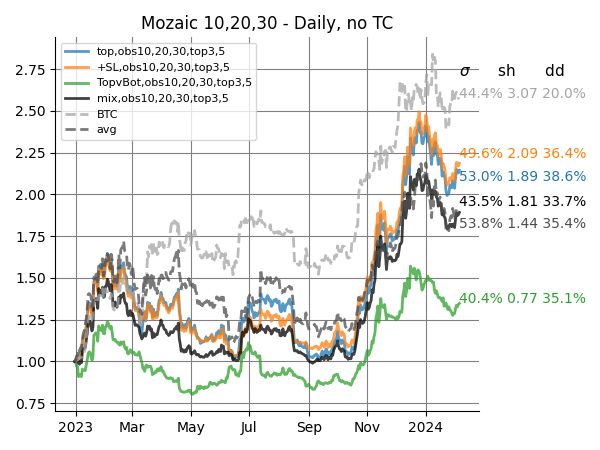 Mozaic 10,20,30 - Daily, no TC
top,obs10,20,30,top3,5
+SL,obs10,20,30,top3,5
TopvBot,obs10,20,30,top3,5
mix,obs10,20,30,top3,5
BTC
avg
σ sh dd
44.4% 3.07 20.0%
49.6% 2.09 36.4%
53.0% 1.89 38.6%
43.5% 1.81 33.7%
53.8% 1.44 35.4%
40.4% 0.77 35.1%
2.75
2.50
2.25
2.00
1.75
1.50
1.25
1.00
0.75
2023 Mar May Jul Sep Nov 2024